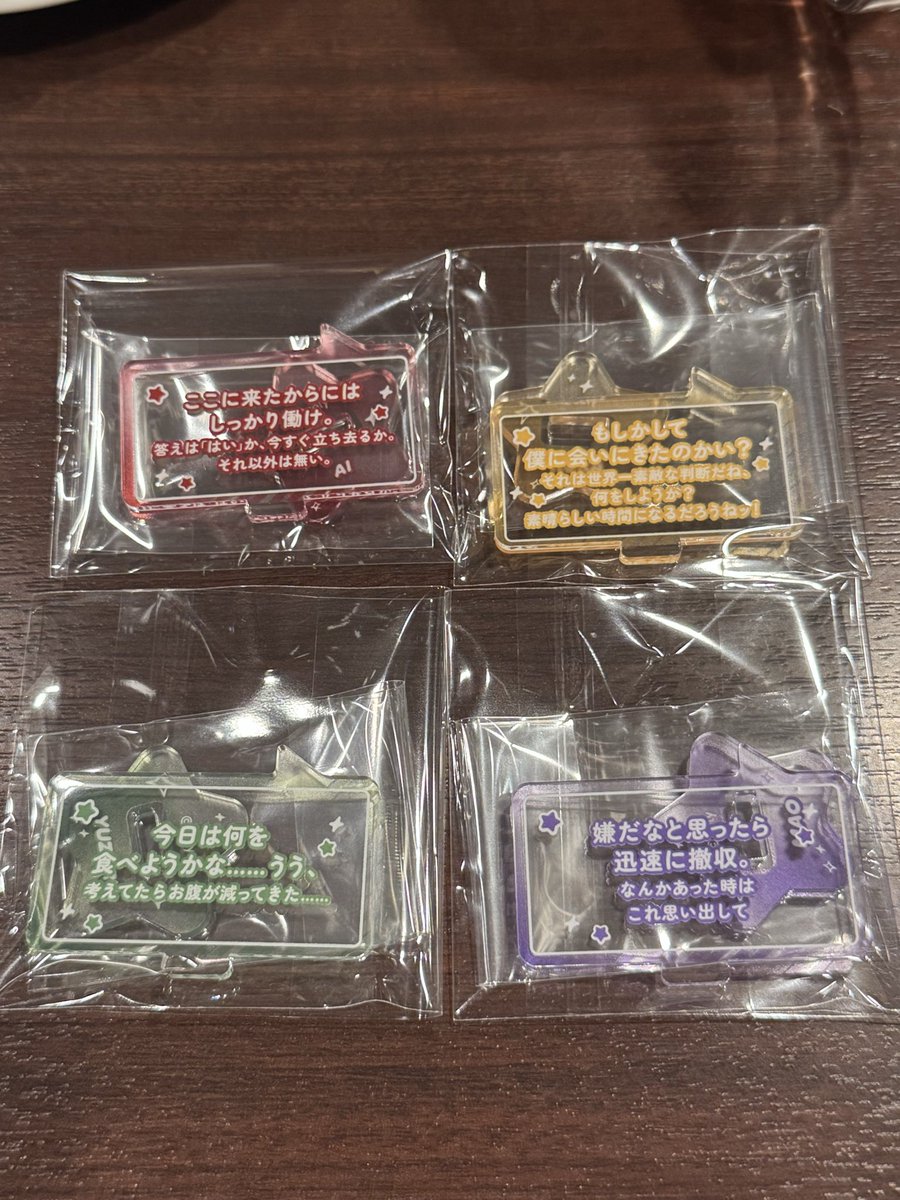 ここに来たからには
しっかり働け。
答えは「はい」か、今すぐ立ち去るか。
それ以外は無い。
AI
もしかして
僕に会いにきたのかい？
それは世界一素敵な判断だね、
何をしようか？
素晴らしい時間になるだろうねッ！
YUZ
今日は何を
食べようかな……うう、
考えてたらお腹が減ってきた……
嫌だなと思ったら
迅速に撤収。
なんかあった時は
これ思い出して